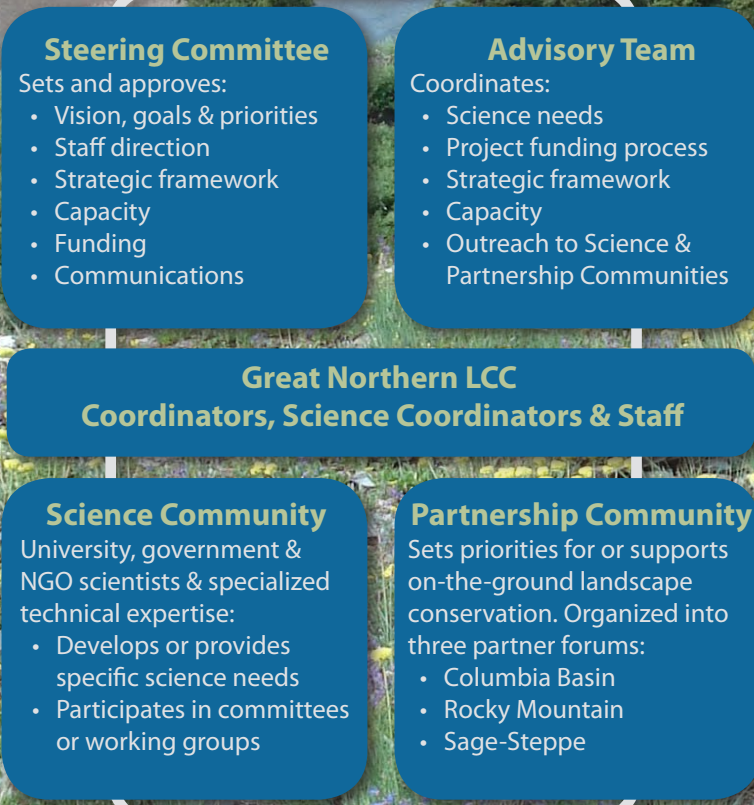 Steering Committee
Sets and approves:
• Vision, goals & priorities
• Staff direction
• Strategic framework
• Capacity
• Funding
• Communications
Advisory Team
Coordinates:
• Science needs
• Project funding process
• Strategic framework
• Capacity
• Outreach to Science &
Partnership Communities
Great Northern LCC
Coordinators, Science Coordinators & Staff
Science Community
University, government &
NGO scientists & specialized
technical expertise:
• Develops or provides
specific science needs
• Participates in committees
or working groups
Partnership Community
Sets priorities for or supports
on-the-ground landscape
conservation. Organized into
three partner forums:
• Columbia Basin
• Rocky Mountain
• Sage-Steppe